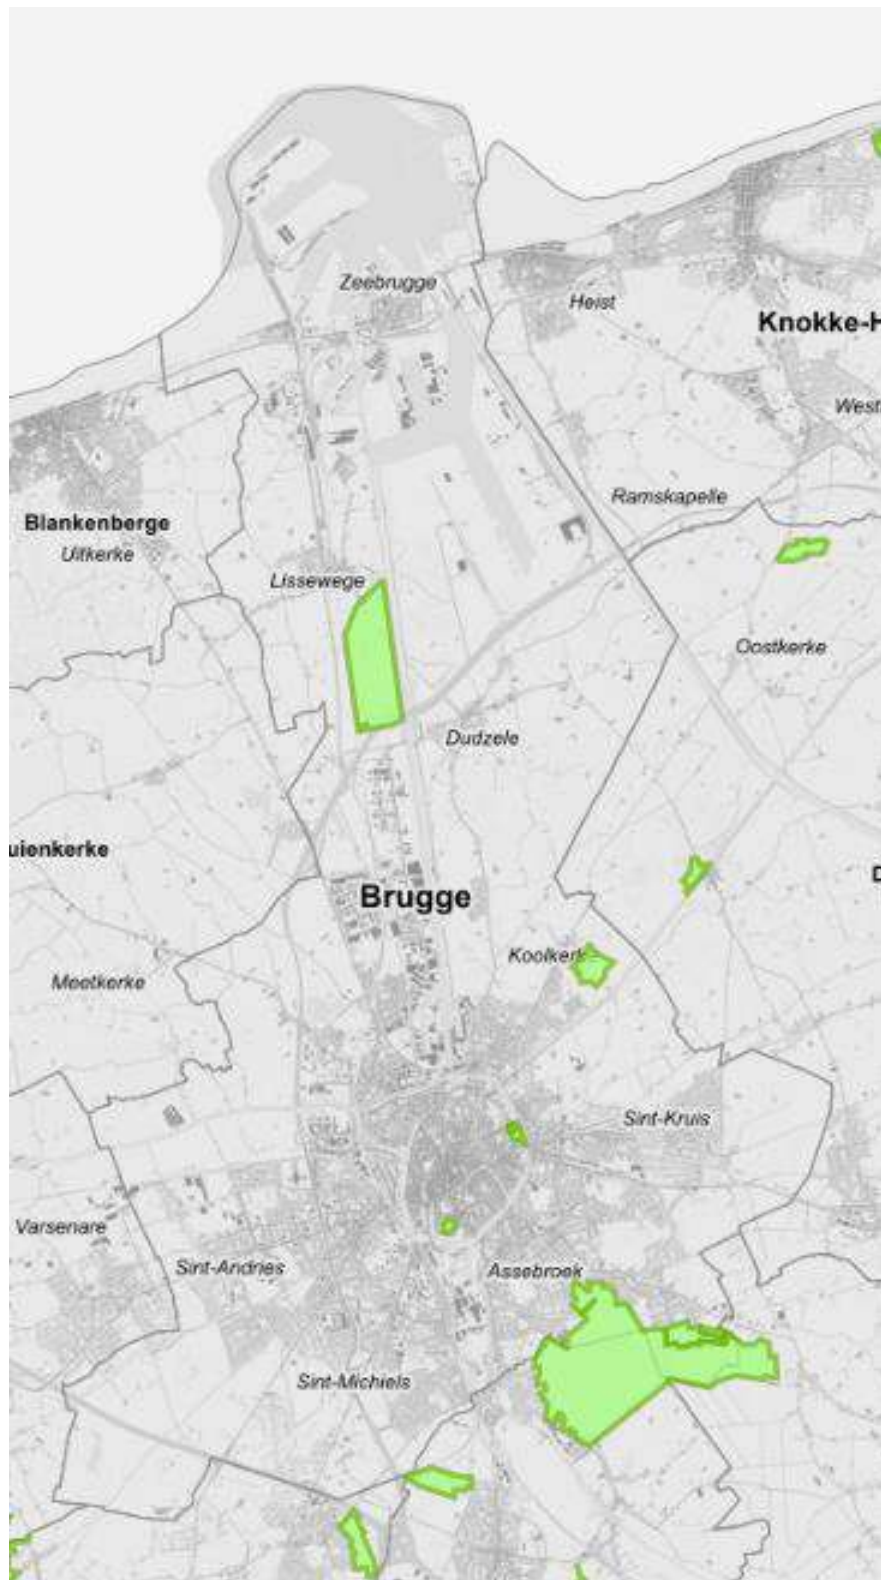 Zeebrugge
Heist
Knokke-H
West
Ramskapelle
Blankenberge
Uitkerke
Lissewege
Oostkerke
Dudzele
uienkerke
D
Brugge
Koolkerk
Meetkerke
Sint-Kruis
Varsenare
Sint-Andries
Assebroek
Sint-Michiels